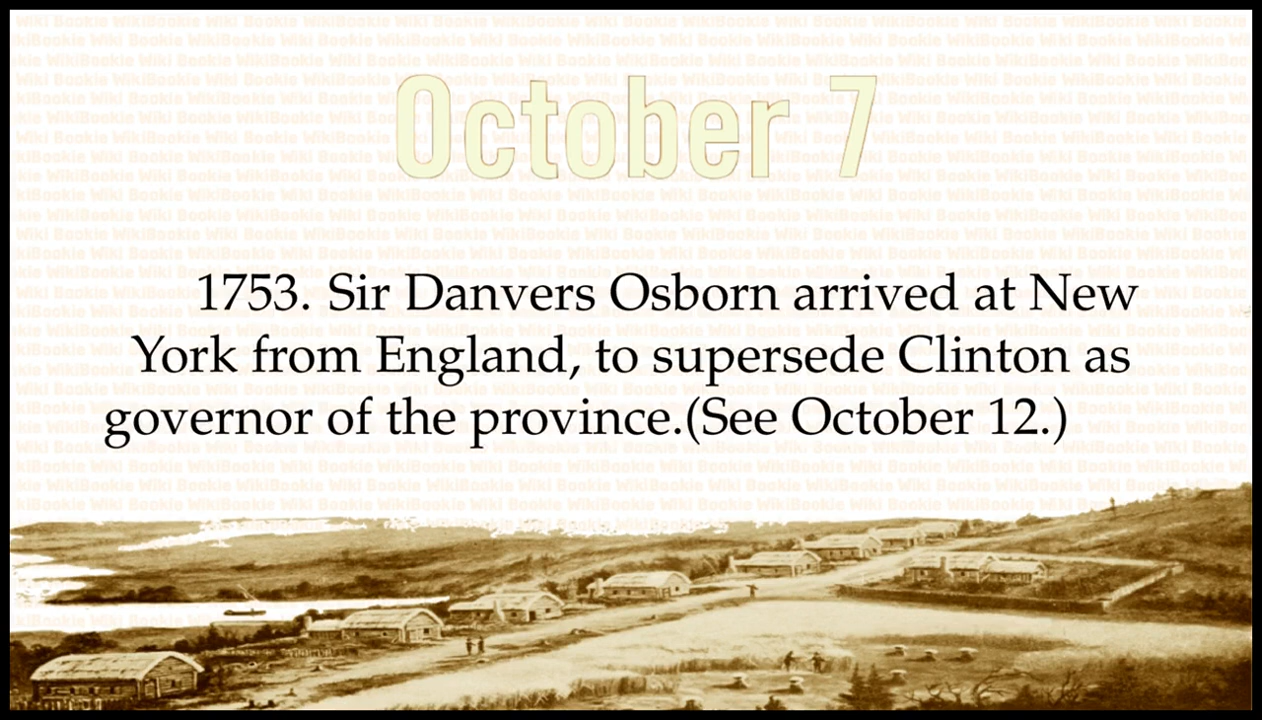 October 7
1753. Sir Danvers Osborn arrived at New
York from England, to supersede Clinton as
governor of the province.(See October 12.)